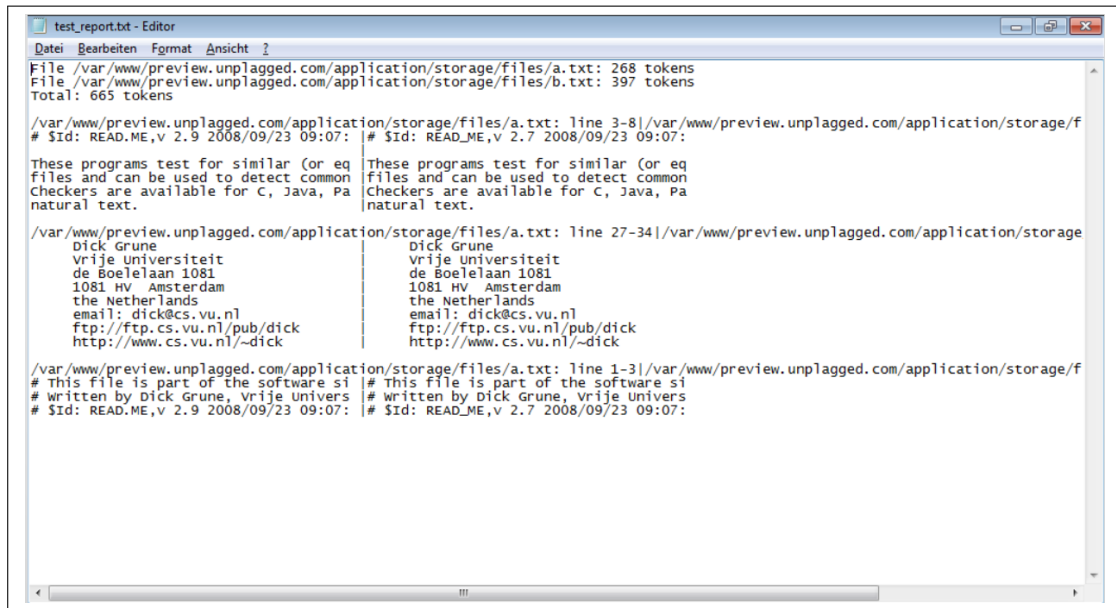 test_report.txt - Editor
Datei Bearbeiten Format Ansicht ?
File /var/www/preview.unplagged.com/application/storage/files/a.txt: 268 tokens
File /var/www/preview.unplagged.com/application/storage/files/b.txt: 397 tokens
Total: 665 tokens
/var/www/preview.unplagged.com/application/storage/files/a.txt: line 3-8|/var/www/preview.unplagged.com/application/storage/f
# $Id: READ.ME,v 2.9 2008/09/23 09:07: |# $Id: READ_ME,v 2.7 2008/09/23 09:07:
|
These programs test for similar (or eq |These programs test for similar (or eq
files and can be used to detect common |files and can be used to detect common
Checkers are available for C, Java, Pa |Checkers are available for C, Java, Pa
natural text. |natural text.
/var/www/preview.unplagged.com/application/storage/files/a.txt: line 27-34|/var/www/preview.unplagged.com/application/storage
Dick Grune | Dick Grune
Vrije Universiteit | Vrije Universiteit
de Boelelaan 1081 | de Boelelaan 1081
1081 HV Amsterdam | 1081 HV Amsterdam
the Netherlands | the Netherlands
email: dick@cs.vu.nl | email: dick@cs.vu.nl
ftp://ftp.cs.vu.nl/pub/dick | ftp://ftp.cs.vu.nl/pub/dick
http://www.cs.vu.nl/~dick | http://www.cs.vu.nl/~dick
/var/www/preview.unplagged.com/application/storage/files/a.txt: line 1-3|/var/www/preview.unplagged.com/application/storage/f
# This file is part of the software si |# This file is part of the software si
# Written by Dick Grune, Vrije Univers |# Written by Dick Grune, Vrije Univers
# $Id: READ.ME,v 2.9 2008/09/23 09:07: |# $Id: READ_ME,v 2.7 2008/09/23 09:07: